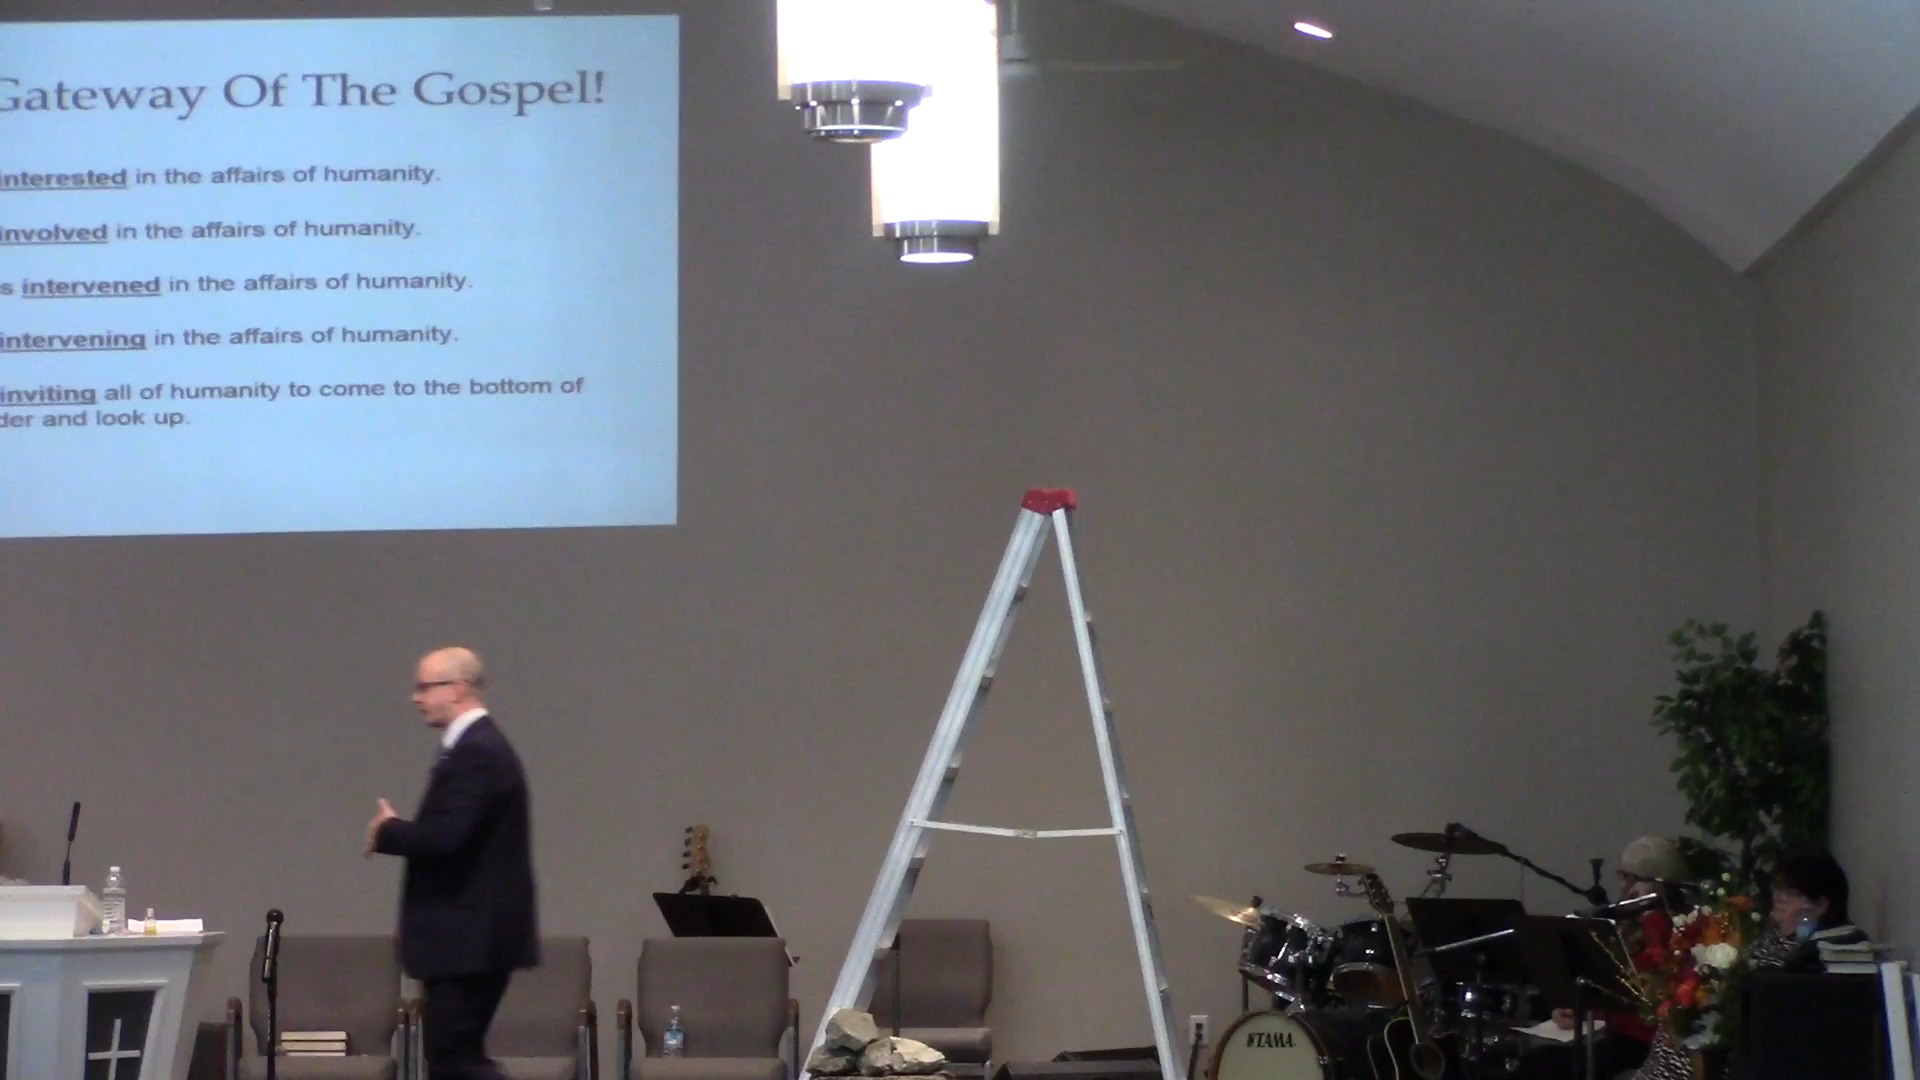 Gateway Of The Gospel!
interested in the affairs of humanity.
involved in the affairs of humanity.
s intervened in the affairs of humanity.
intervening in the affairs of humanity.
inviting all of humanity to come to the bottom of
der and look up.
TAMA